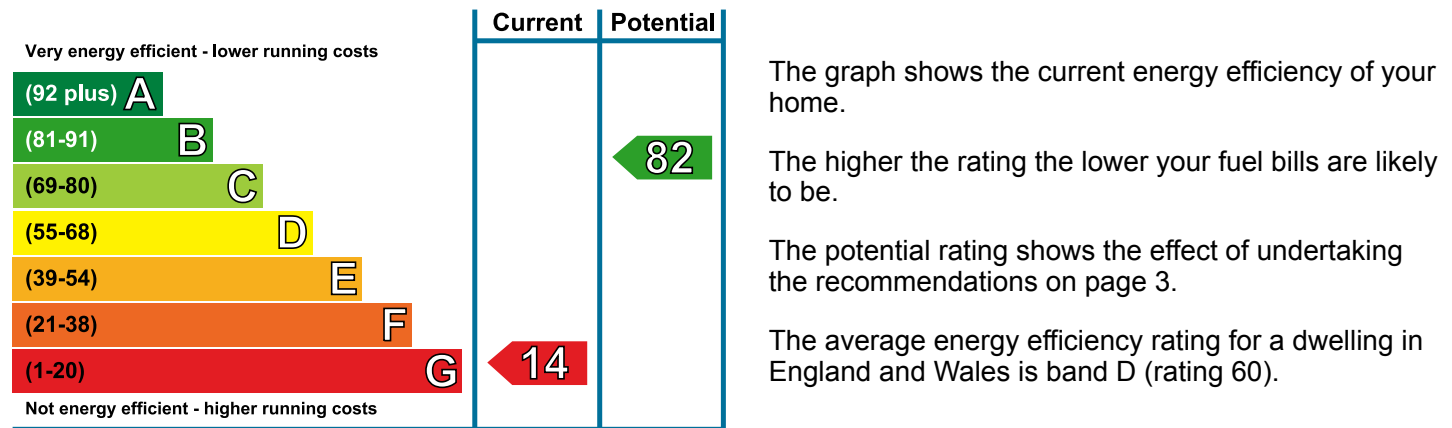 Current Potential
Very energy efficient - lower running costs
(92 plus) A
(81-91) B
82
(69-80) C
(55-68) D
(39-54) E
(21-38) F
(1-20) G
14
Not energy efficient - higher running costs
The graph shows the current energy efficiency of your
home.
The higher the rating the lower your fuel bills are likely
to be.
The potential rating shows the effect of undertaking
the recommendations on page 3.
The average energy efficiency rating for a dwelling in
England and Wales is band D (rating 60).